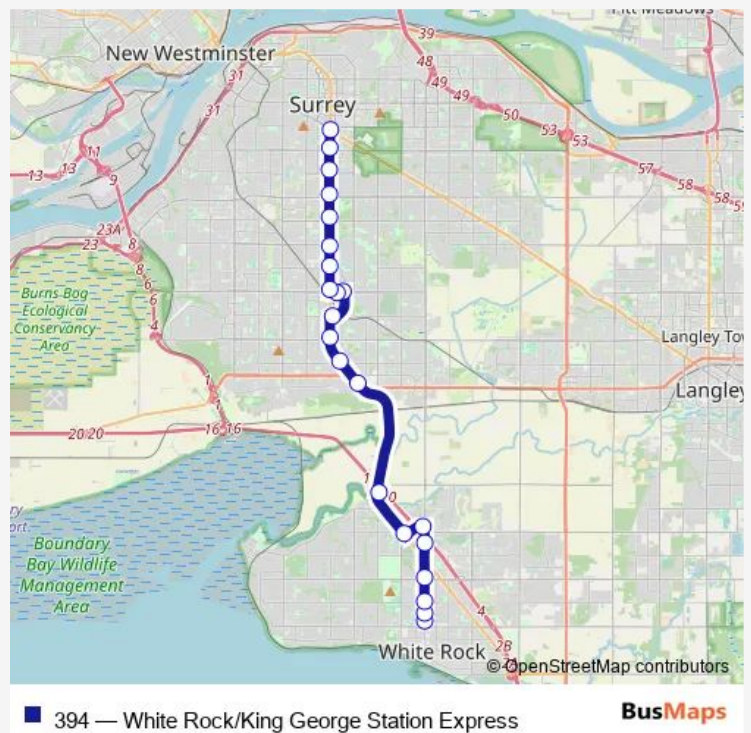 Pitt Meadows
New Westminster
39
31
48
49
49
50
31
Surrey
53
53
11
13
13
9
57
58
58
23A
23
8
8
6
6
4
Burns Bog
Ecological
Conservancy
Area
Langley
Langley
1
16
16
20
20
1
0
Boundary
Bay Wildlife
Management
Area
4
2B
White Rock
© OpenStreetMap contributors
394 — White Rock/King George Station Express
BusMaps